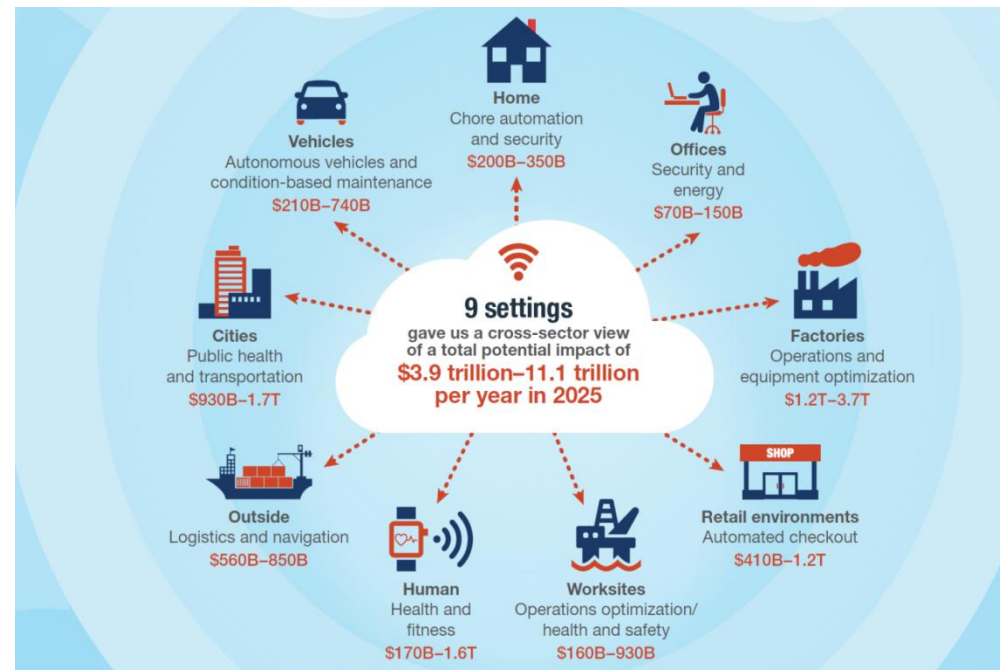 Home
Chore automation
and security
$200B–350B
Offices
Security and
energy
$70B–150B
Factories
Operations and
equipment optimization
$1.2T–3.7T
SHOP
Retail environments
Automated checkout
$410B–1.2T
Worksites
Operations optimization/
health and safety
$160B–930B
Human
Health and
fitness
$170B–1.6T
Outside
Logistics and navigation
$560B–850B
Cities
Public health
and transportation
$930B–1.7T
Vehicles
Autonomous vehicles and
condition-based maintenance
$210B–740B
9 settings
gave us a cross-sector view
of a total potential impact of
$3.9 trillion–11.1 trillion
per year in 2025